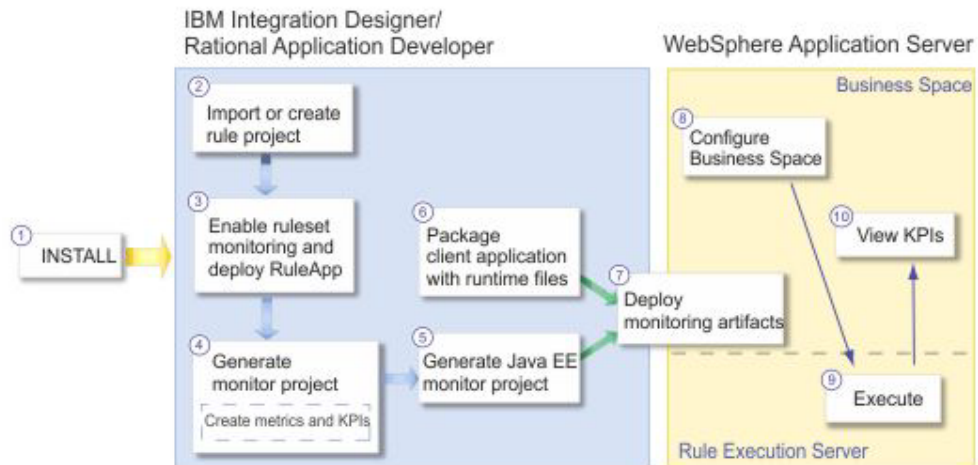 IBM Integration Designer/
Rational Application Developer
WebSphere Application Server
Business Space
1
INSTALL
2
Import or create
rule project
3
Enable ruleset
monitoring and
deploy RuleApp
4
Generate
monitor project
Create metrics and KPIs
5
Generate Java EE
monitor project
6
Package
client application
with runtime files
7
Deploy
monitoring artifacts
8
Configure
Business Space
9
Execute
10
View KPIs
Rule Execution Server